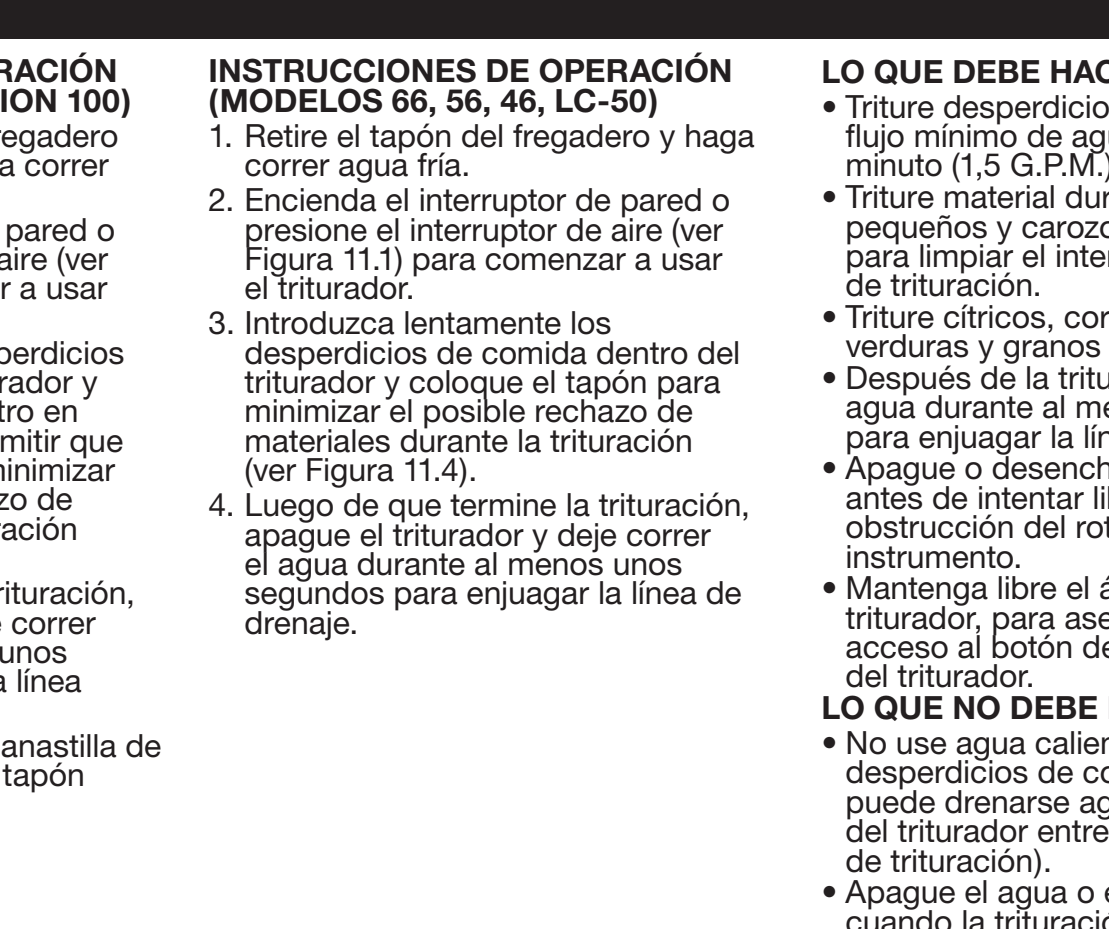 RACIÓN
ION 100)
regadero
a correr
pared o
aire (ver
r a usar
perdicios
rador y
tro en
mitir que
minimizar
zo de
ración
rituración,
e correr
unos
a línea
anastilla de
tapón
INSTRUCCIONES DE OPERACIÓN
(MODELOS 66, 56, 46, LC-50)
1. Retire el tapón del fregadero y haga
correr agua fría.
2. Encienda el interruptor de pared o
presione el interruptor de aire (ver
Figura 11.1) para comenzar a usar
el triturador.
3. Introduzca lentamente los
desperdicios de comida dentro del
triturador y coloque el tapón para
minimizar el posible rechazo de
materiales durante la trituración
(ver Figura 11.4).
4. Luego de que termine la trituración,
apague el triturador y deje correr
el agua durante al menos unos
segundos para enjuagar la línea de
drenaje.
LO QUE DEBE HAC
• Triture desperdicio
flujo mínimo de agu
minuto (1,5 G.P.M.)
• Triture material dur
pequeños y carozo
para limpiar el inter
de trituración.
• Triture cítricos, cor
verduras y granos
• Después de la tritu
agua durante al me
para enjuagar la lín
• Apague o desench
antes de intentar lib
obstrucción del rot
instrumento.
• Mantenga libre el á
triturador, para ase
acceso al botón de
del triturador.
LO QUE NO DEBE
• No use agua calien
desperdicios de co
puede drenarse ag
del triturador entre
de trituración).
• Apague el agua o e
cuando la trituració